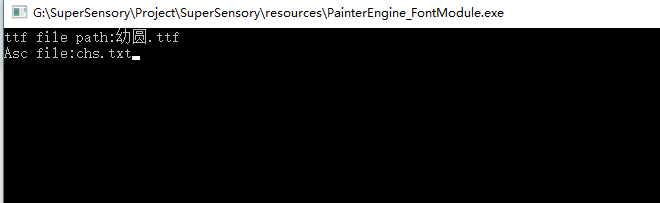 G:\SuperSensory\Project\SuperSensory\resources\PainterEngine_FontModule.exe
ttf file path:幼圆.ttf
Asc file:chs.txt